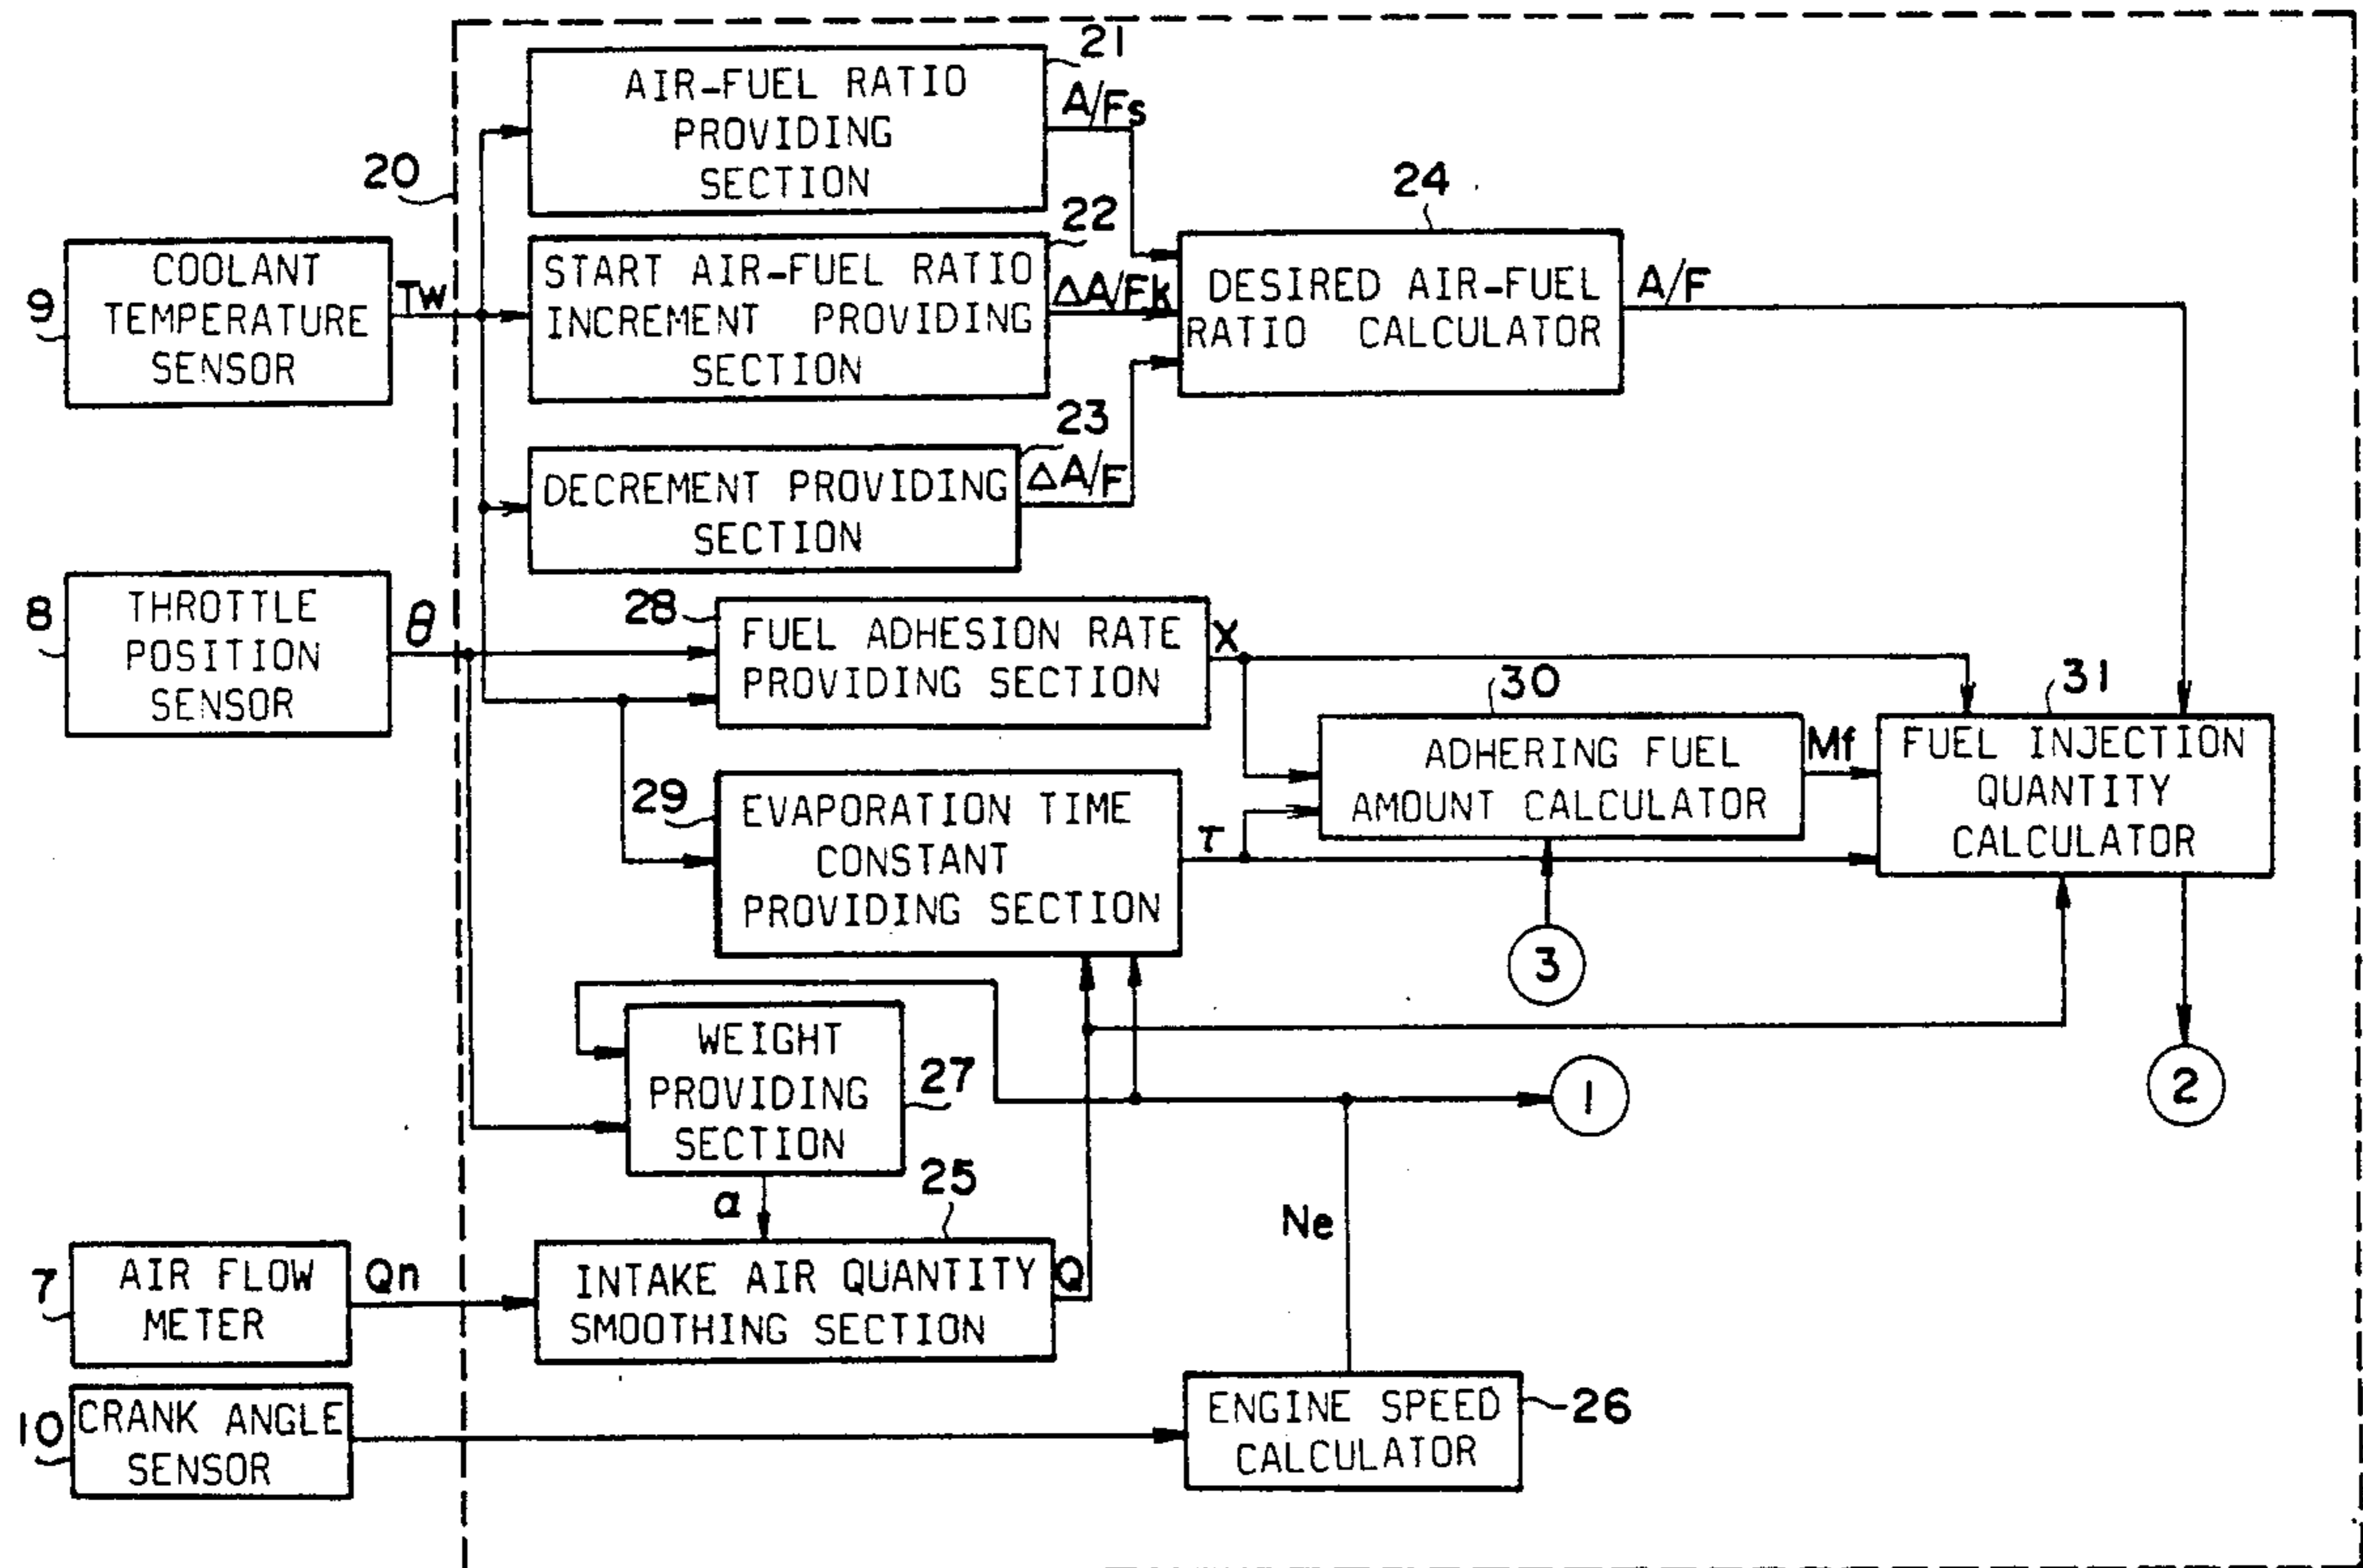 21
AIR-FUEL RATIO
PROVIDING
SECTION
A/Fs
20
22
START AIR-FUEL RATIO
INCREMENT PROVIDING
SECTION
ΔA/Fk
24
DESIRED AIR-FUEL
RATIO CALCULATOR
A/F
9
COOLANT
TEMPERATURE
SENSOR
Tw
23
DECREMENT PROVIDING
SECTION
ΔA/F
8
THROTTLE
POSITION
SENSOR
θ
28
FUEL ADHESION RATE
PROVIDING SECTION
X
30
ADHERING FUEL
AMOUNT CALCULATOR
Mf
31
FUEL INJECTION
QUANTITY
CALCULATOR
29
EVAPORATION TIME
CONSTANT
PROVIDING SECTION
τ
3
WEIGHT
PROVIDING
SECTION
27
1
2
a
25
Ne
7
AIR FLOW
METER
Qn
INTAKE AIR QUANTITY
SMOOTHING SECTION
Q
10
CRANK ANGLE
SENSOR
ENGINE SPEED
CALCULATOR
26